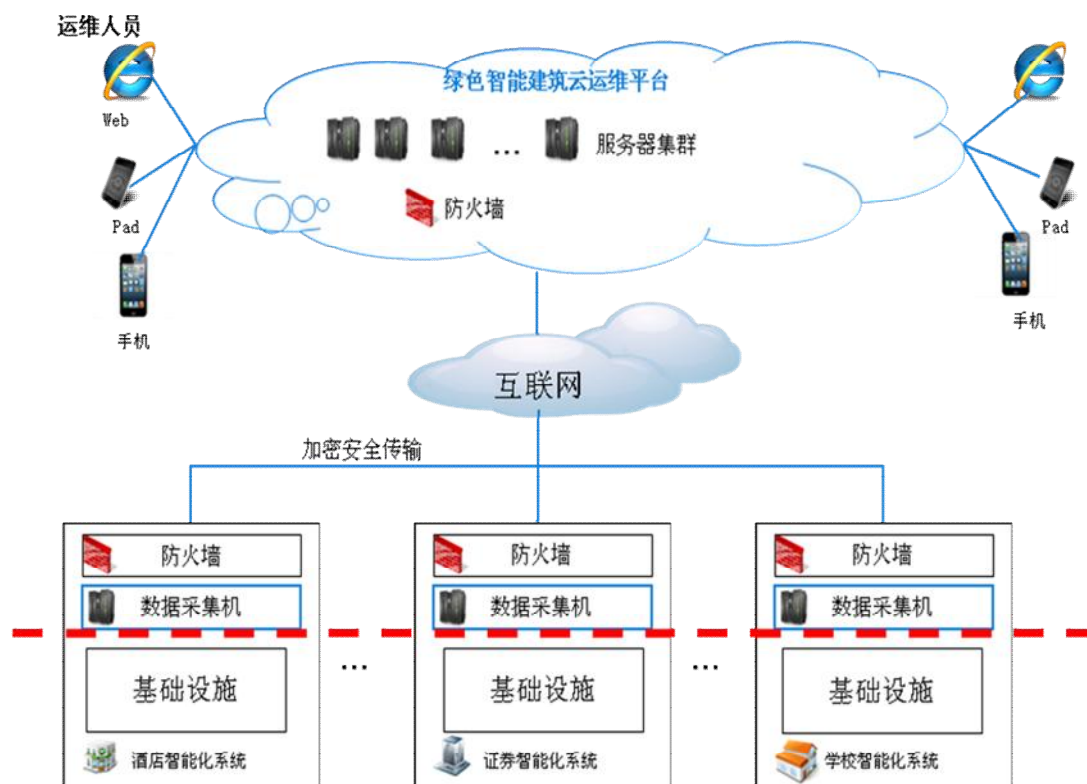 运维人员
绿色智能建筑云运维平台
Web
服务器集群
...
Pad
防火墙
Pad
手机
手机
互联网
加密安全传输
防火墙
防火墙
防火墙
数据采集机
数据采集机
数据采集机
...
...
基础设施
基础设施
基础设施
酒店智能化系统
证券智能化系统
学校智能化系统